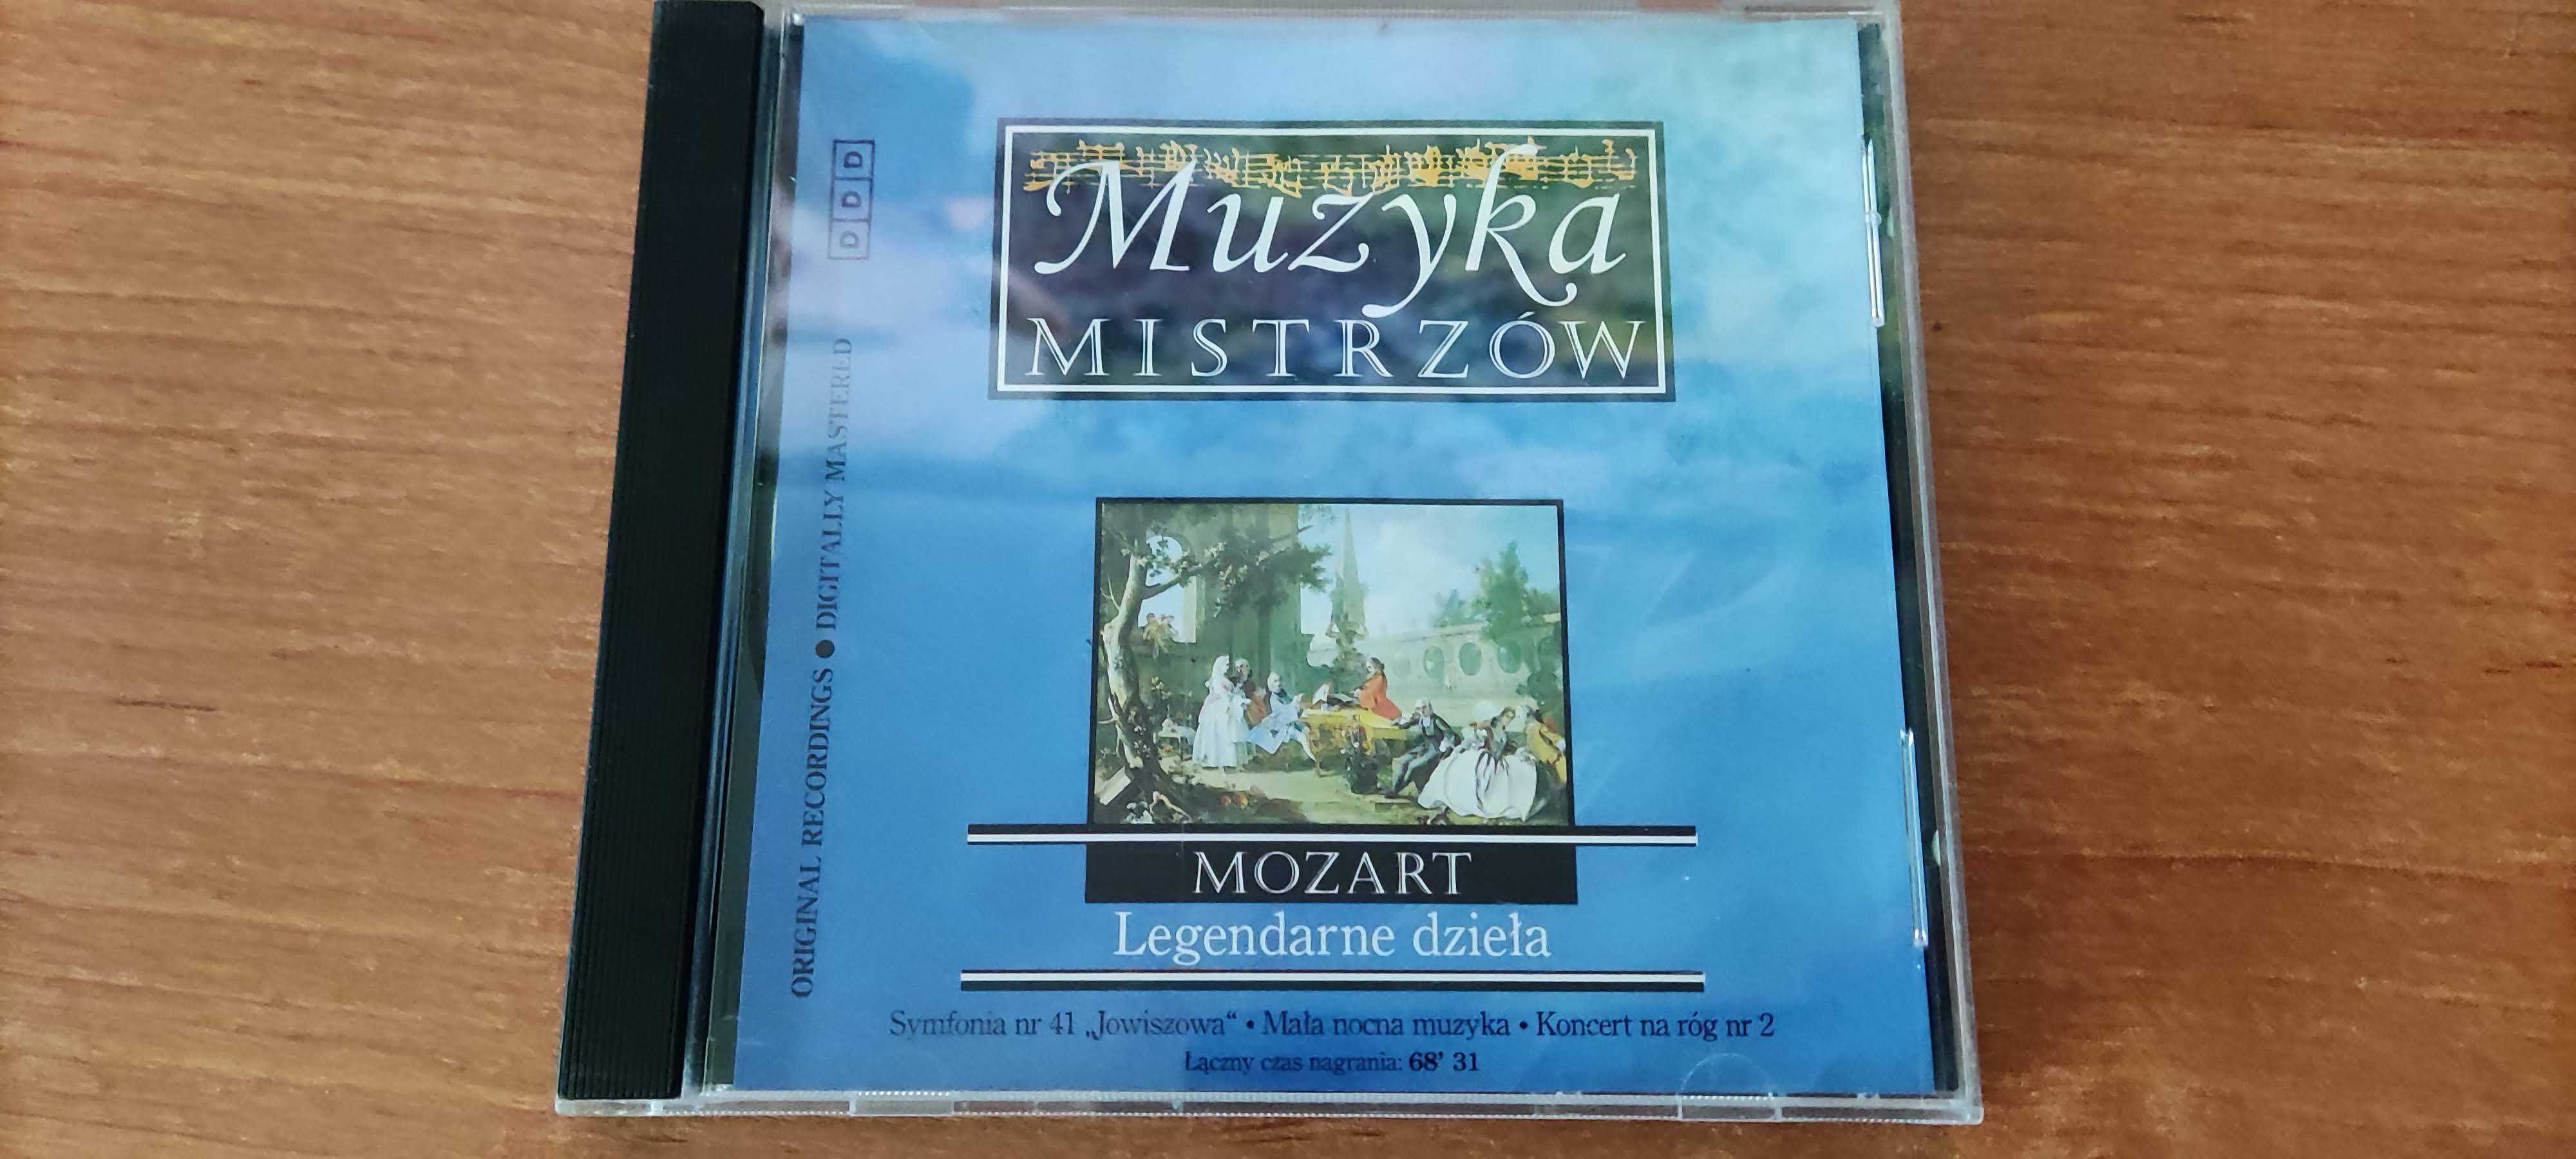 DDD
ORIGINAL RECORDINGS ● DIGITALLY MASTERED
Muzyka
MISTRZÓW
MOZART
Legendarne dzieła
Symfonia nr 41 „Jowiszowa“ • Mała nocna muzyka • Koncert na róg nr 2
Łączny czas nagrania: 68’ 31